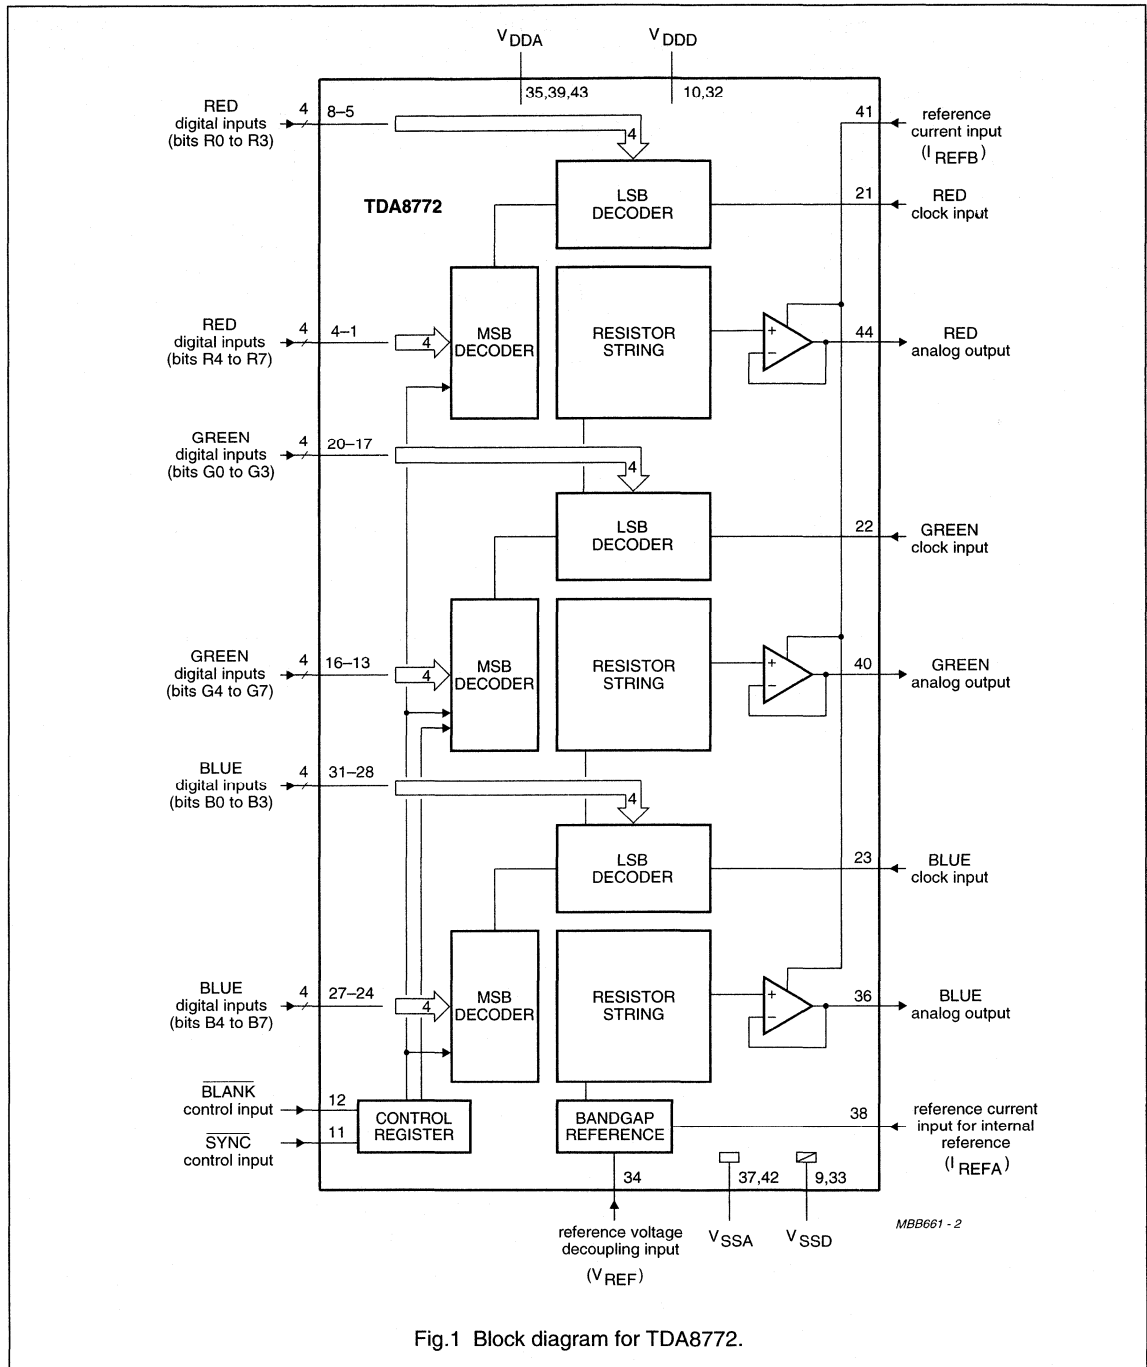 V DDA
V DDD
35,39,43
10,32
RED
digital inputs
(bits R0 to R3)
4
8–5
4
41
reference
current input
(I REFB)
TDA8772
LSB
DECODER
21
RED
clock input
RED
digital inputs
(bits R4 to R7)
4
4–1
4
MSB
DECODER
RESISTOR
STRING
+
−
44
RED
analog output
GREEN
digital inputs
(bits G0 to G3)
4
20–17
4
LSB
DECODER
22
GREEN
clock input
GREEN
digital inputs
(bits G4 to G7)
4
16–13
4
MSB
DECODER
RESISTOR
STRING
+
−
40
GREEN
analog output
BLUE
digital inputs
(bits B0 to B3)
4
31–28
4
LSB
DECODER
23
BLUE
clock input
BLUE
digital inputs
(bits B4 to B7)
4
27–24
4
MSB
DECODER
RESISTOR
STRING
+
−
36
BLUE
analog output
BLANK
control input
12
SYNC
control input
11
CONTROL
REGISTER
BANDGAP
REFERENCE
38
reference current
input for internal
reference
(I REFA)
34
37,42
9,33
reference voltage
decoupling input
(V REF)
V SSA
V SSD
MBB661 - 2
Fig.1 Block diagram for TDA8772.